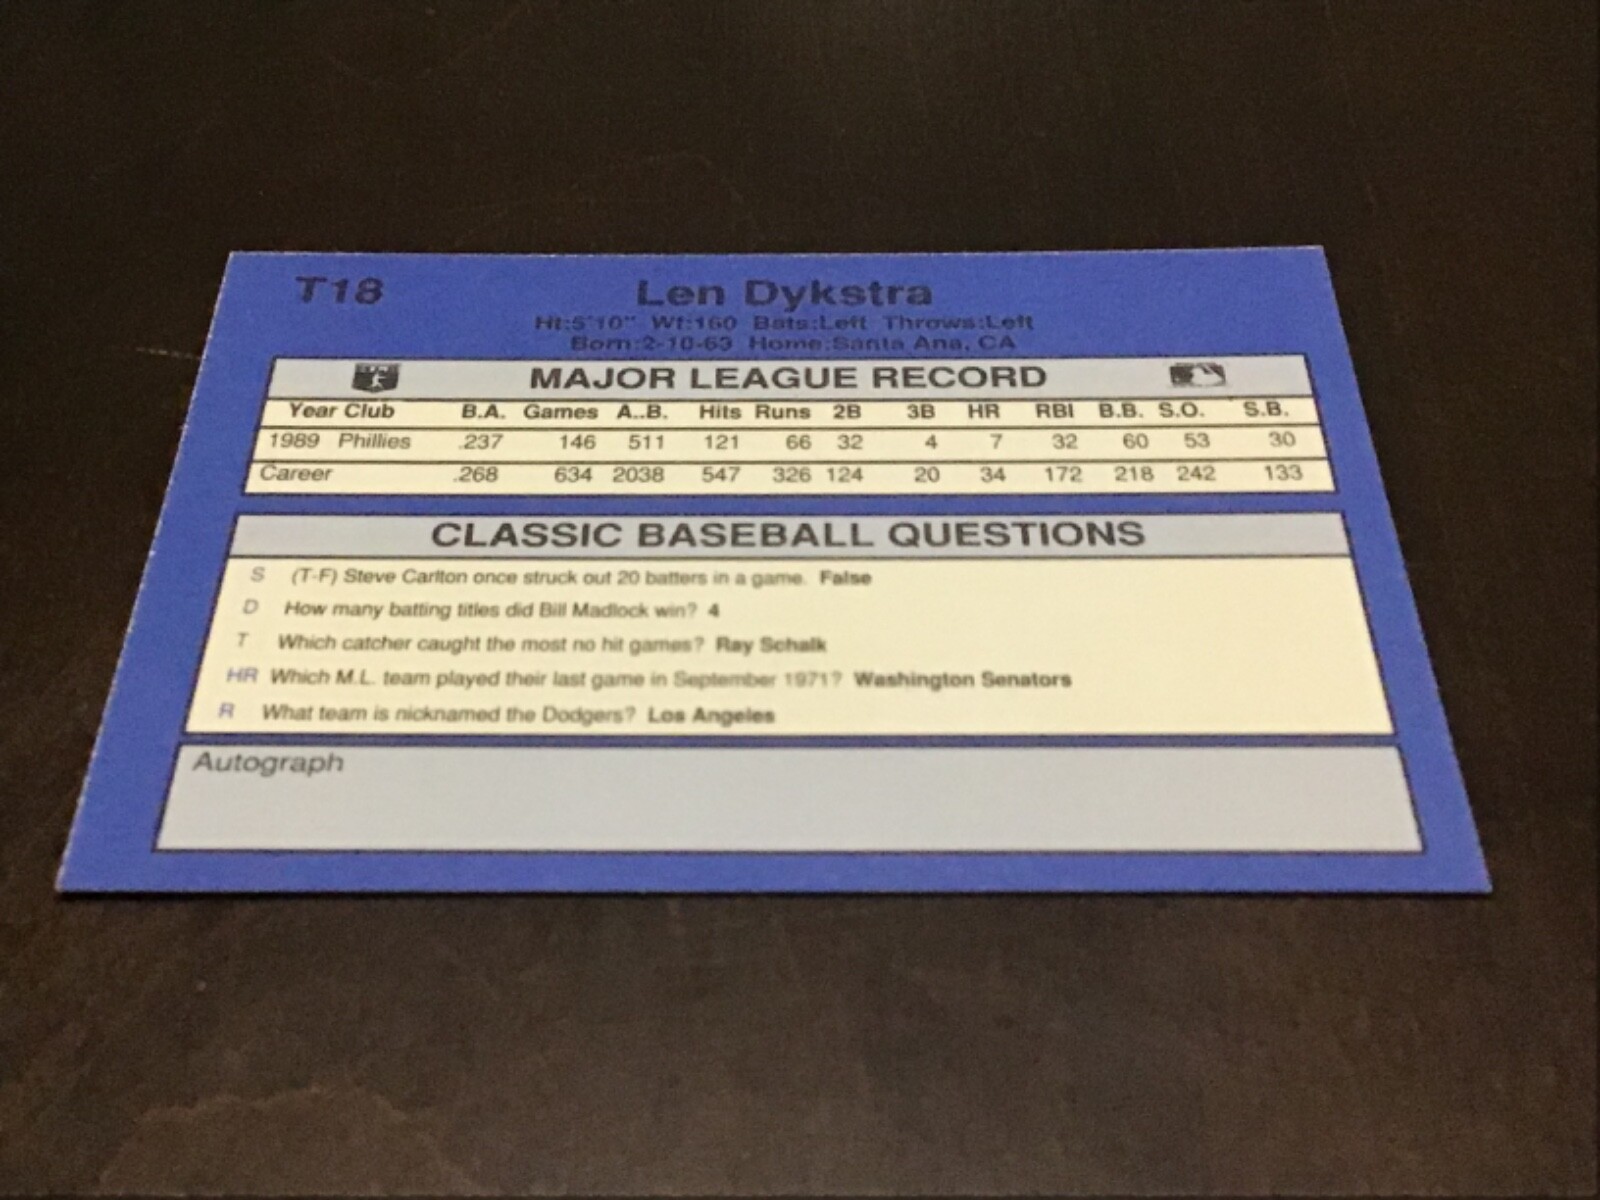 T18 Len Dykstra
Ht:5'10" Wt:160 Bats:Left Throws:Left
Born:2-10-63 Home:Santa Ana, CA
MAJOR LEAGUE RECORD
Year Club B.A. Games A..B. Hits Runs 2B 3B HR RBI B.B. S.O. S.B.
1989 Phillies .237 146 511 121 66 32 4 7 32 60 53 30
Career .268 634 2038 547 326 124 20 34 172 218 242 133
CLASSIC BASEBALL QUESTIONS
S (T-F) Steve Carlton once struck out 20 batters in a game. False
D How many batting titles did Bill Madlock win? 4
T Which catcher caught the most no hit games? Ray Schalk
HR Which M.L. team played their last game in September 1971? Washington Senators
R What team is nicknamed the Dodgers? Los Angeles
Autograph